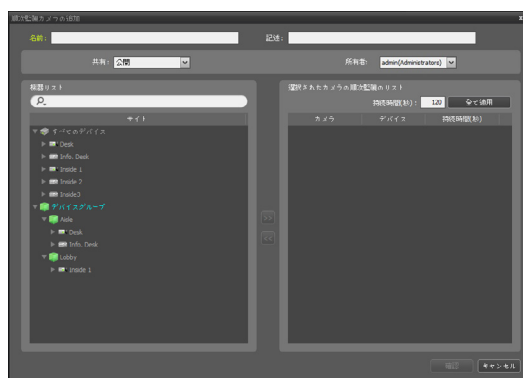 順次監視カメラの追加 x
名前: 記述:
共有: 公開 所有者: admin(Administrators)
機器リスト 選択されたカメラの順次監視のリスト
持続時間(秒): 120 全て適用
サイト カメラ デバイス 持続時間(秒)
すべてのデバイス
Desk
Info. Desk
Inside 1
Inside 2
Inside3
デバイスグループ
Aisle
Desk
Info. Desk
Lobby
Inside 1
>>
<<
確認 キャンセル